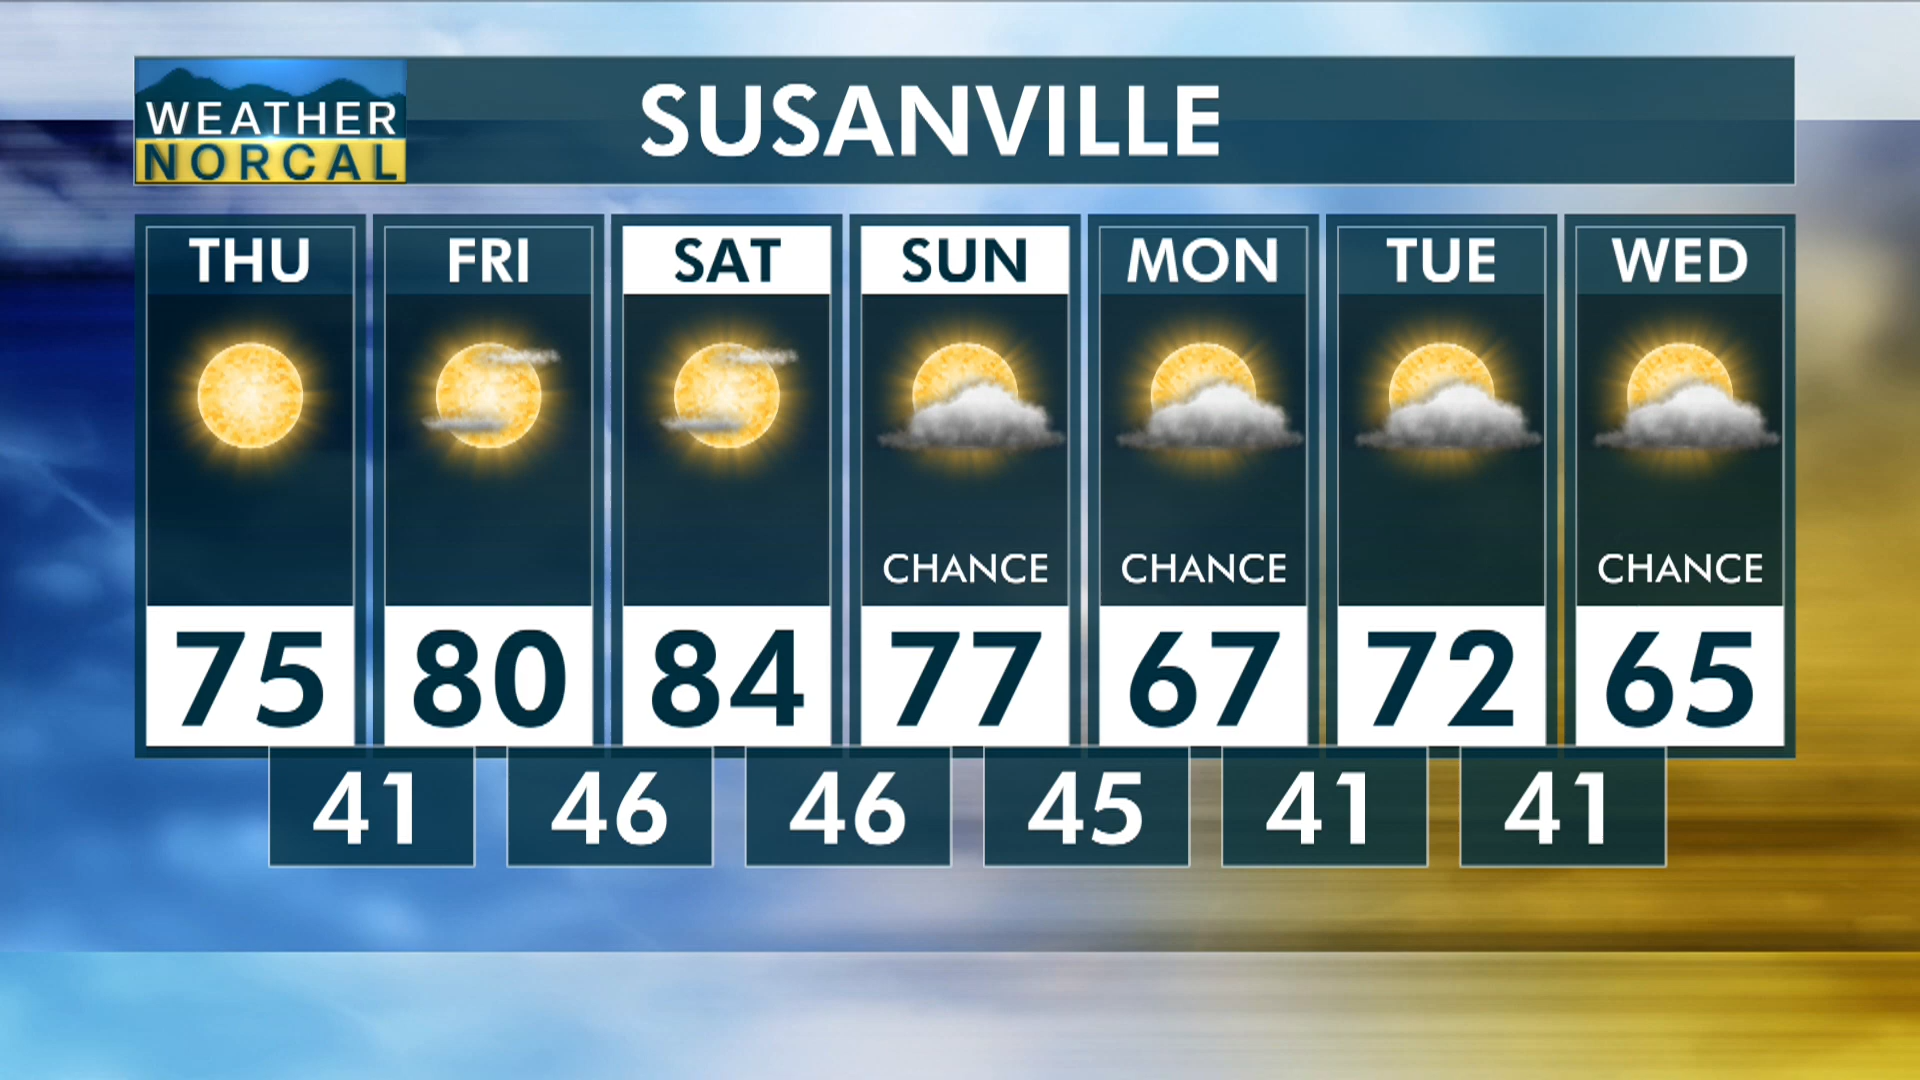 WEATHER
NORCAL
SUSANVILLE
THU FRI SAT SUN MON TUE WED
CHANCE CHANCE CHANCE
75 80 84 77 67 72 65
41 46 46 45 41 41